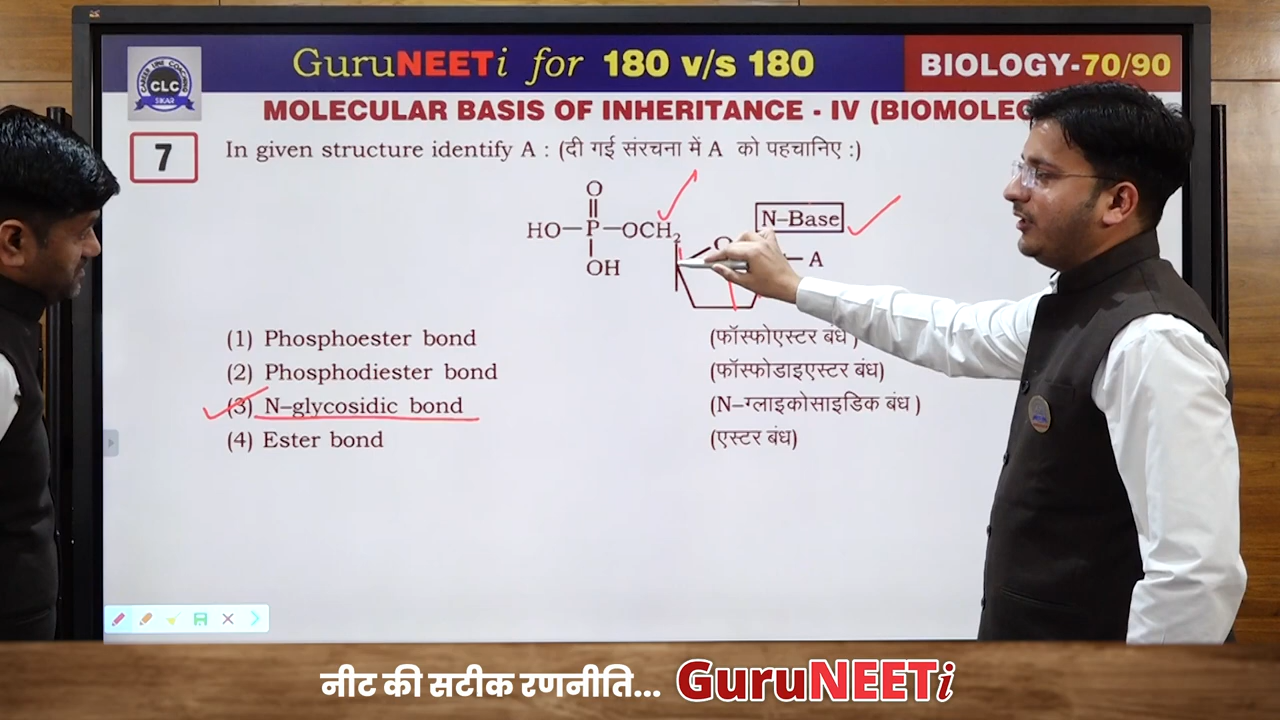 GuruNEETi for 180 v/s 180
BIOLOGY-70/90
CLC
SIKAR
MOLECULAR BASIS OF INHERITANCE - IV
7
In given structure identify A : (दी गई संरचना में A को पहचानिए :)
O
HO–P–OCH2
OH
O
N–Base
A
(1) Phosphoester bond (फॉस्फोएस्टर बंध)
(2) Phosphodiester bond (फॉस्फोडाइएस्टर बंध)
(3) N–glycosidic bond (N–ग्लाइकोसाइडिक बंध )
(4) Ester bond (एस्टर बंध)
नीट की सटीक रणनीति... GuruNEETi